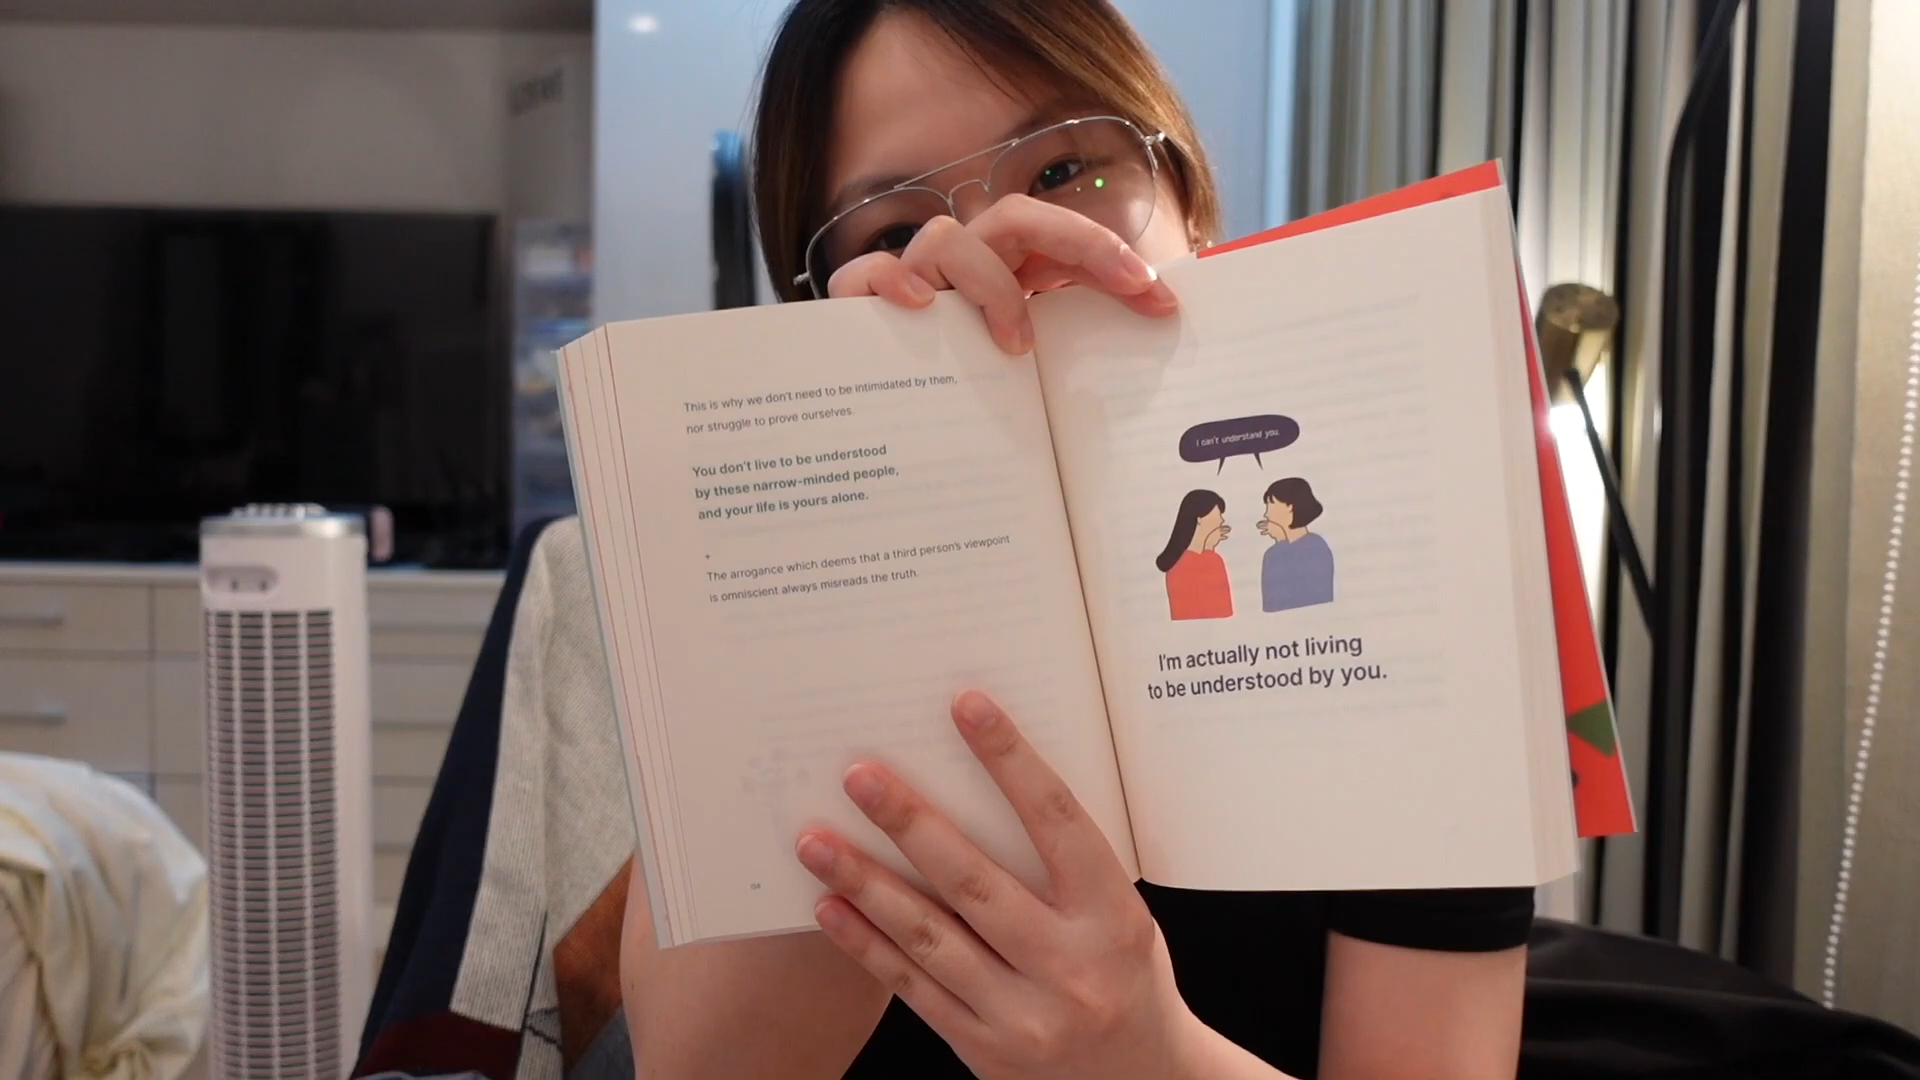 This is why we don't need to be intimidated by them,
nor struggle to prove ourselves.
You don't live to be understood
by these narrow-minded people,
and your life is yours alone.
+
The arrogance which deems that a third person's viewpoint
is omniscient always misreads the truth.
I can't understand you.
I'm actually not living
to be understood by you.